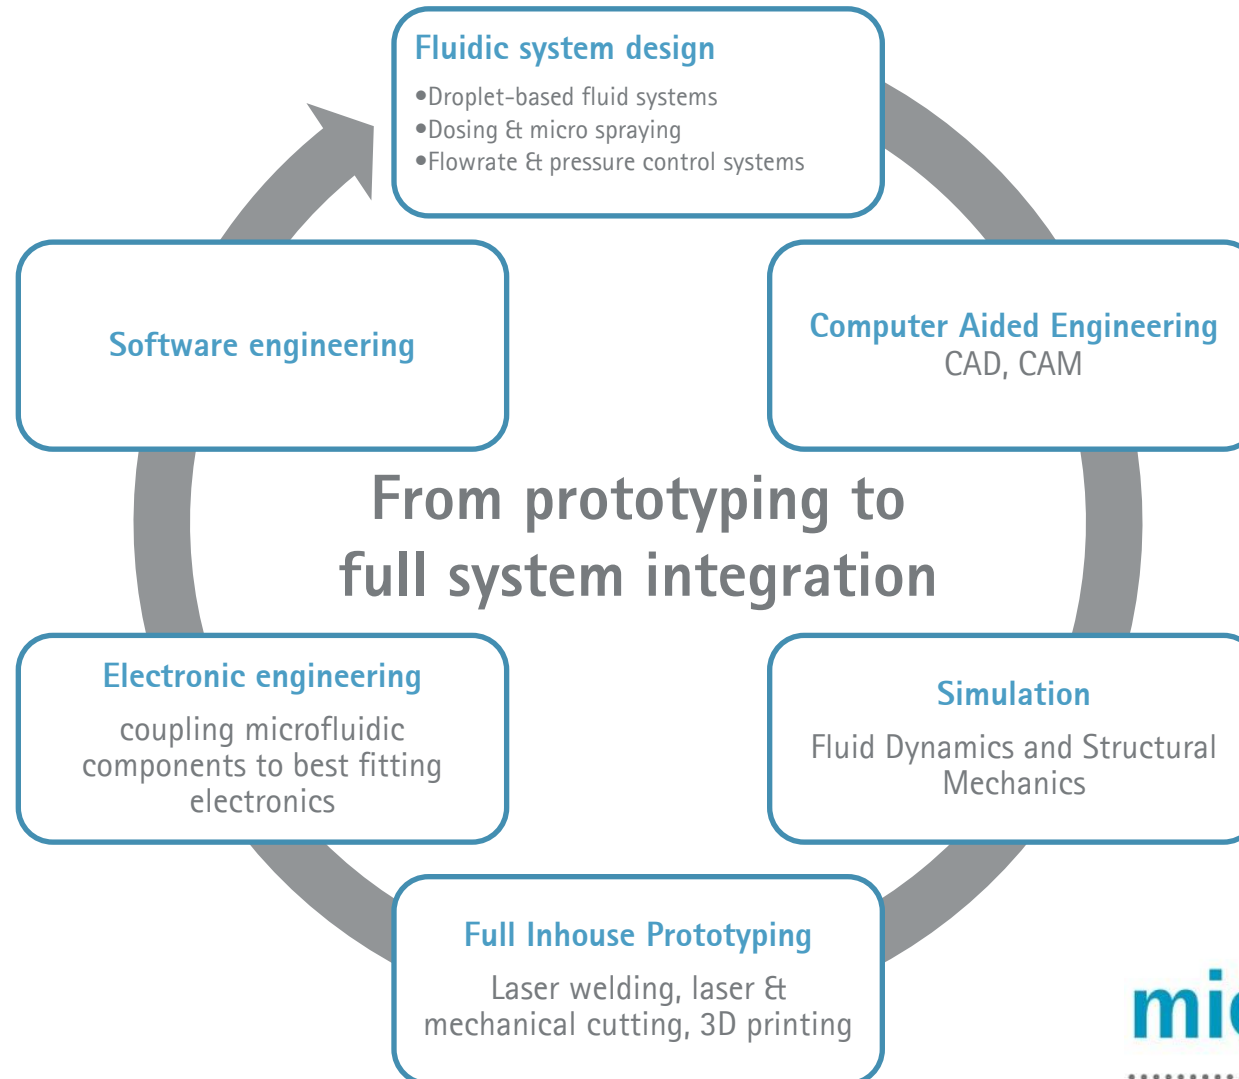 Fluidic system design
•Droplet-based fluid systems
•Dosing & micro spraying
•Flowrate & pressure control systems
Computer Aided Engineering
CAD, CAM
Simulation
Fluid Dynamics and Structural
Mechanics
Full Inhouse Prototyping
Laser welding, laser &
mechanical cutting, 3D printing
Electronic engineering
coupling microfluidic
components to best fitting
electronics
Software engineering
From prototyping to
full system integration